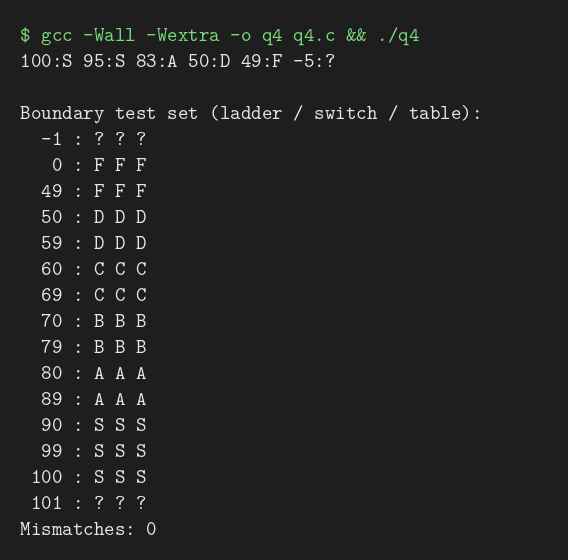 $ gcc -Wall -Wextra -o q4 q4.c && ./q4
100:S 95:S 83:A 50:D 49:F -5:?

Boundary test set (ladder / switch / table):
  -1 : ? ? ?
   0 : F F F
  49 : F F F
  50 : D D D
  59 : D D D
  60 : C C C
  69 : C C C
  70 : B B B
  79 : B B B
  80 : A A A
  89 : A A A
  90 : S S S
  99 : S S S
 100 : S S S
 101 : ? ? ?
Mismatches: 0